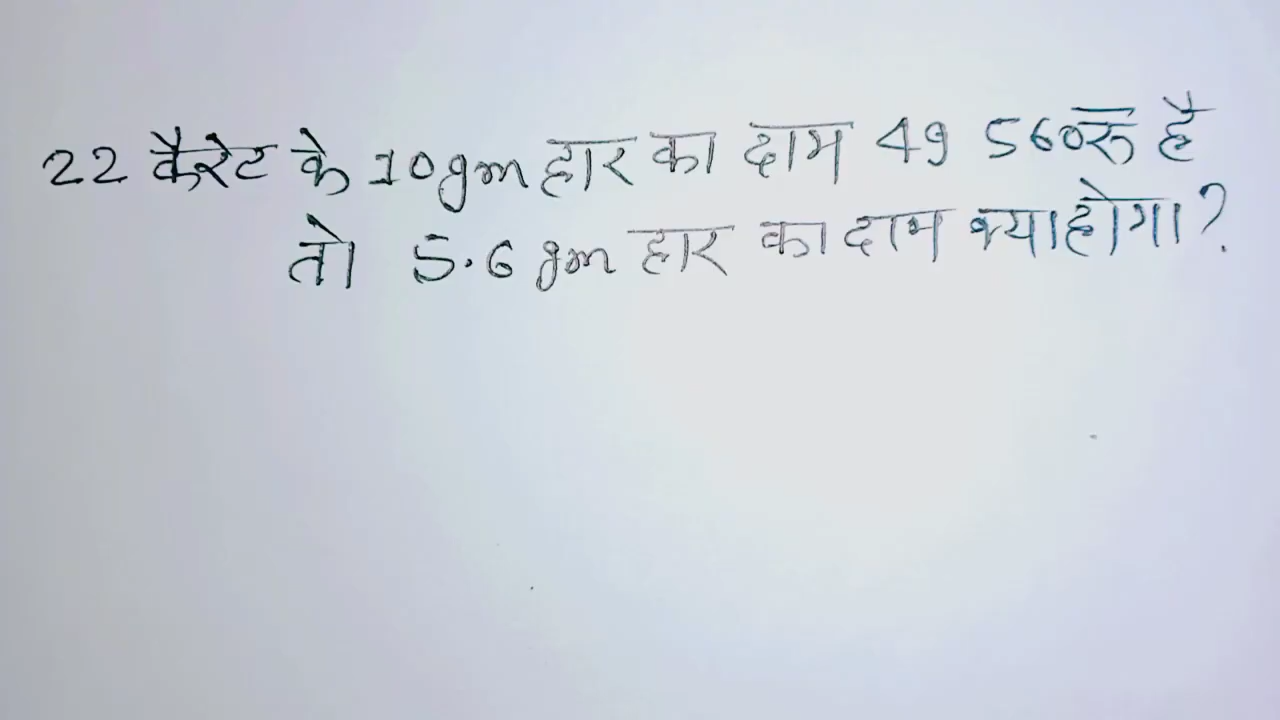 22 कैरेट के 10gm हार का दाम 49 560रू है
तो 5.6 gm हार का दाम क्या होगा?